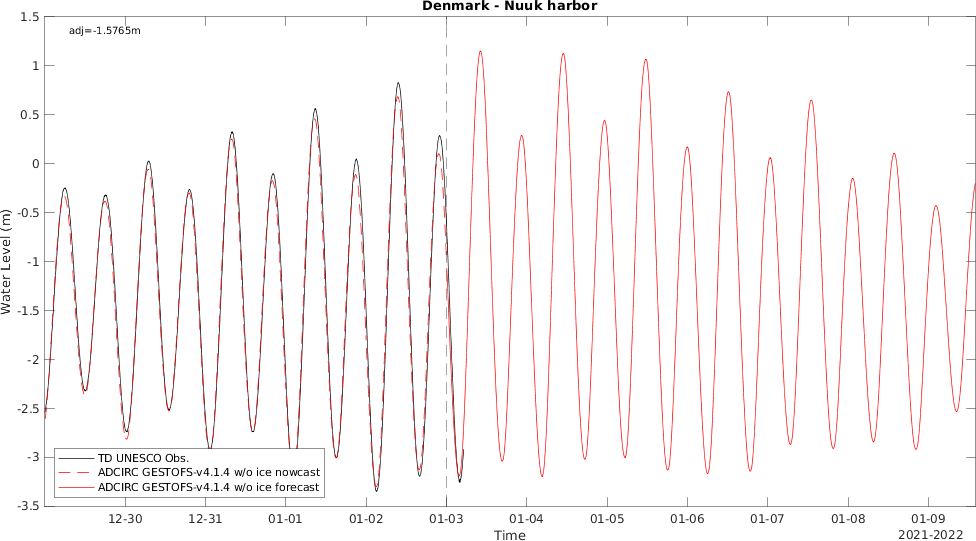 Denmark - Nuuk harbor
adj=-1.5765m
1.5
1
0.5
0
-0.5
-1
-1.5
-2
-2.5
-3
-3.5
Water Level (m)
TD UNESCO Obs.
ADCIRC GESTOFS-v4.1.4 w/o ice nowcast
ADCIRC GESTOFS-v4.1.4 w/o ice forecast
12-30 12-31 01-01 01-02 01-03 01-04 01-05 01-06 01-07 01-08 01-09
Time
2021-2022